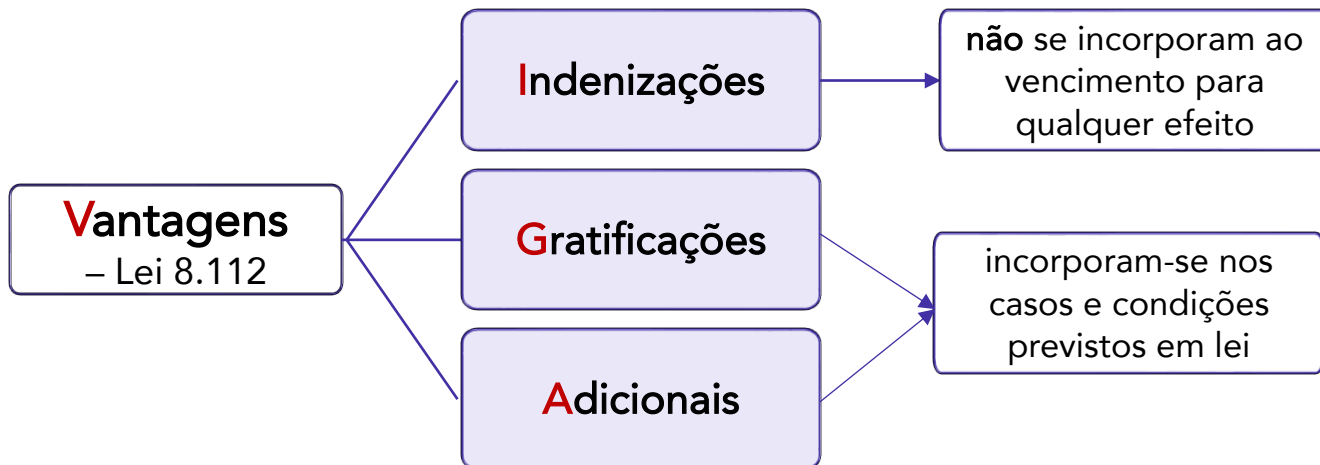 Vantagens
– Lei 8.112
Indenizações
não se incorporam ao
vencimento para
qualquer efeito
Gratificações
Adicionais
incorporam-se nos
casos e condições
previstos em lei